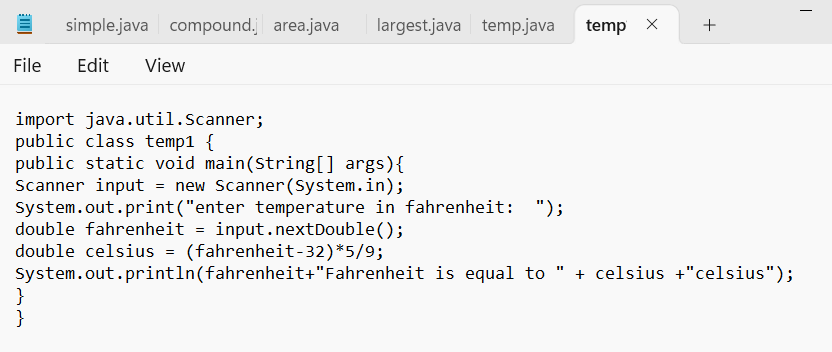 simple.java compound.j area.java largest.java temp.java temp
File Edit View
import java.util.Scanner;
public class temp1 {
public static void main(String[] args){
Scanner input = new Scanner(System.in);
System.out.print("enter temperature in fahrenheit:  ");
double fahrenheit = input.nextDouble();
double celsius = (fahrenheit-32)*5/9;
System.out.println(fahrenheit+"Fahrenheit is equal to " + celsius +"celsius");
}
}